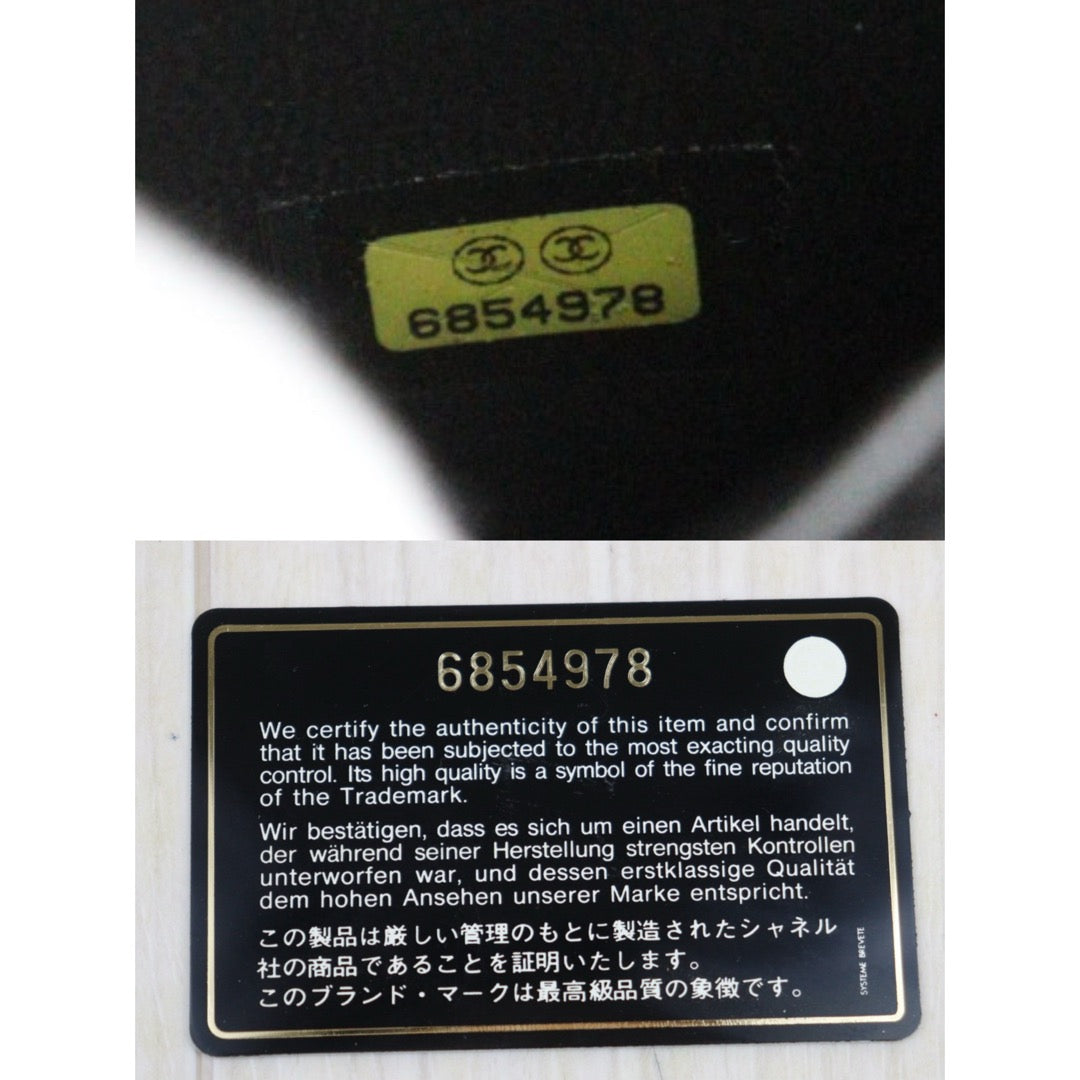 6854978
6854978
We certify the authenticity of this item and confirm
that it has been subjected to the most exacting quality
control. Its high quality is a symbol of the fine reputation
of the Trademark.
Wir bestätigen, dass es sich um einen Artikel handelt,
der während seiner Herstellung strengsten Kontrollen
unterworfen war, und dessen erstklassige Qualität
dem hohen Ansehen unserer Marke entspricht.
この製品は厳しい管理のもとに製造されたシャネル
社の商品であることを証明いたします。
このブランド・マークは最高級品質の象徴です。
SYSTEME BREVETE